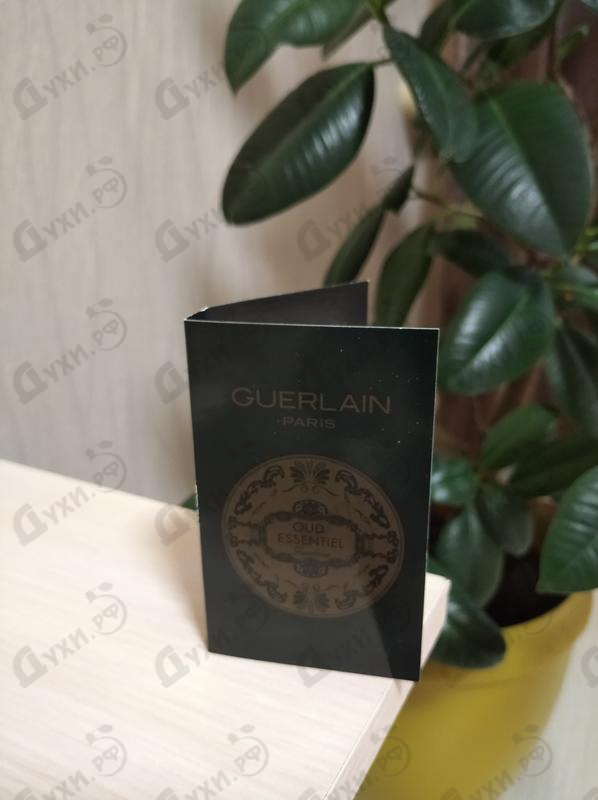 GUERLAIN
·PARIS
OUD
ESSENTIEL
Духи.РФ